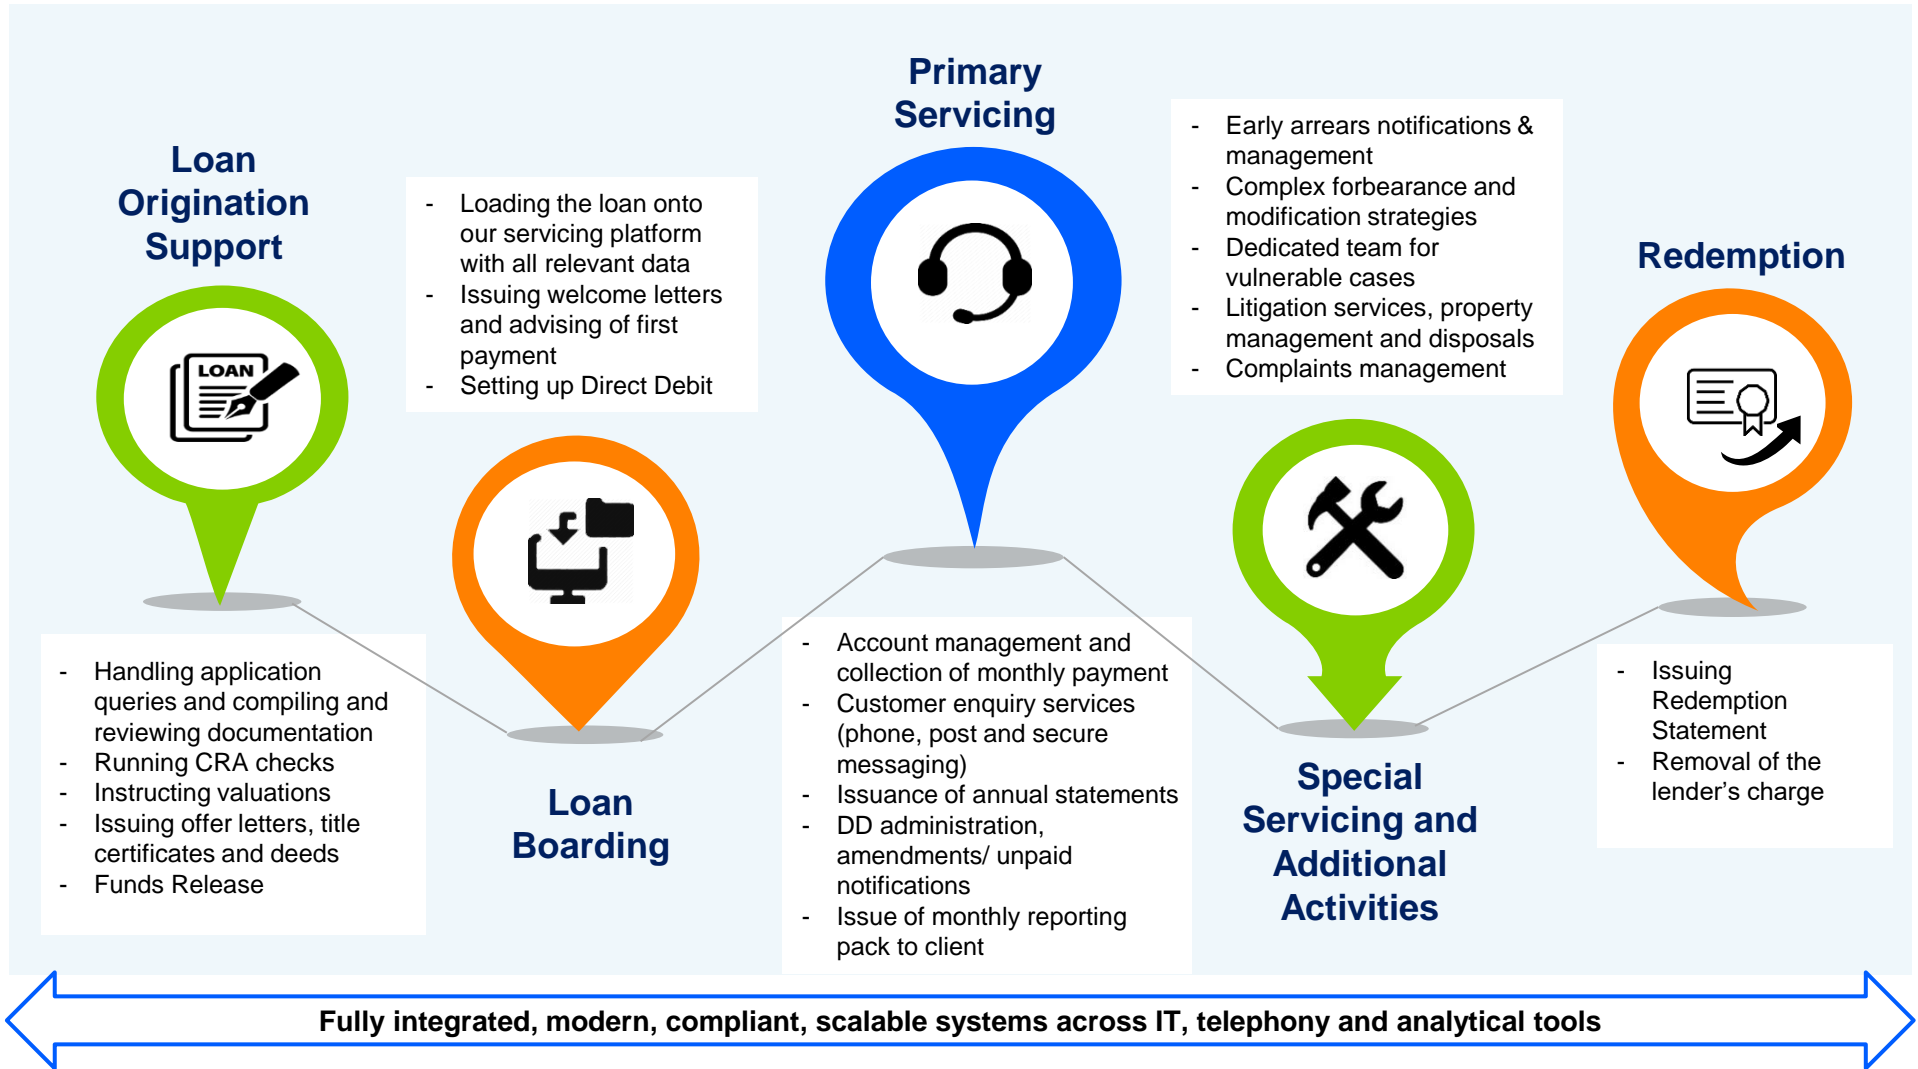 Loan
Origination
Support
LOAN
- Handling application
queries and compiling and
reviewing documentation
- Running CRA checks
- Instructing valuations
- Issuing offer letters, title
certificates and deeds
- Funds Release
- Loading the loan onto
our servicing platform
with all relevant data
- Issuing welcome letters
and advising of first
payment
- Setting up Direct Debit
Loan
Boarding
Primary
Servicing
- Account management and
collection of monthly payment
- Customer enquiry services
(phone, post and secure
messaging)
- Issuance of annual statements
- DD administration,
amendments/ unpaid
notifications
- Issue of monthly reporting
pack to client
- Early arrears notifications &
management
- Complex forbearance and
modification strategies
- Dedicated team for
vulnerable cases
- Litigation services, property
management and disposals
- Complaints management
Special
Servicing and
Additional
Activities
Redemption
- Issuing
Redemption
Statement
- Removal of the
lender’s charge
Fully integrated, modern, compliant, scalable systems across IT, telephony and analytical tools